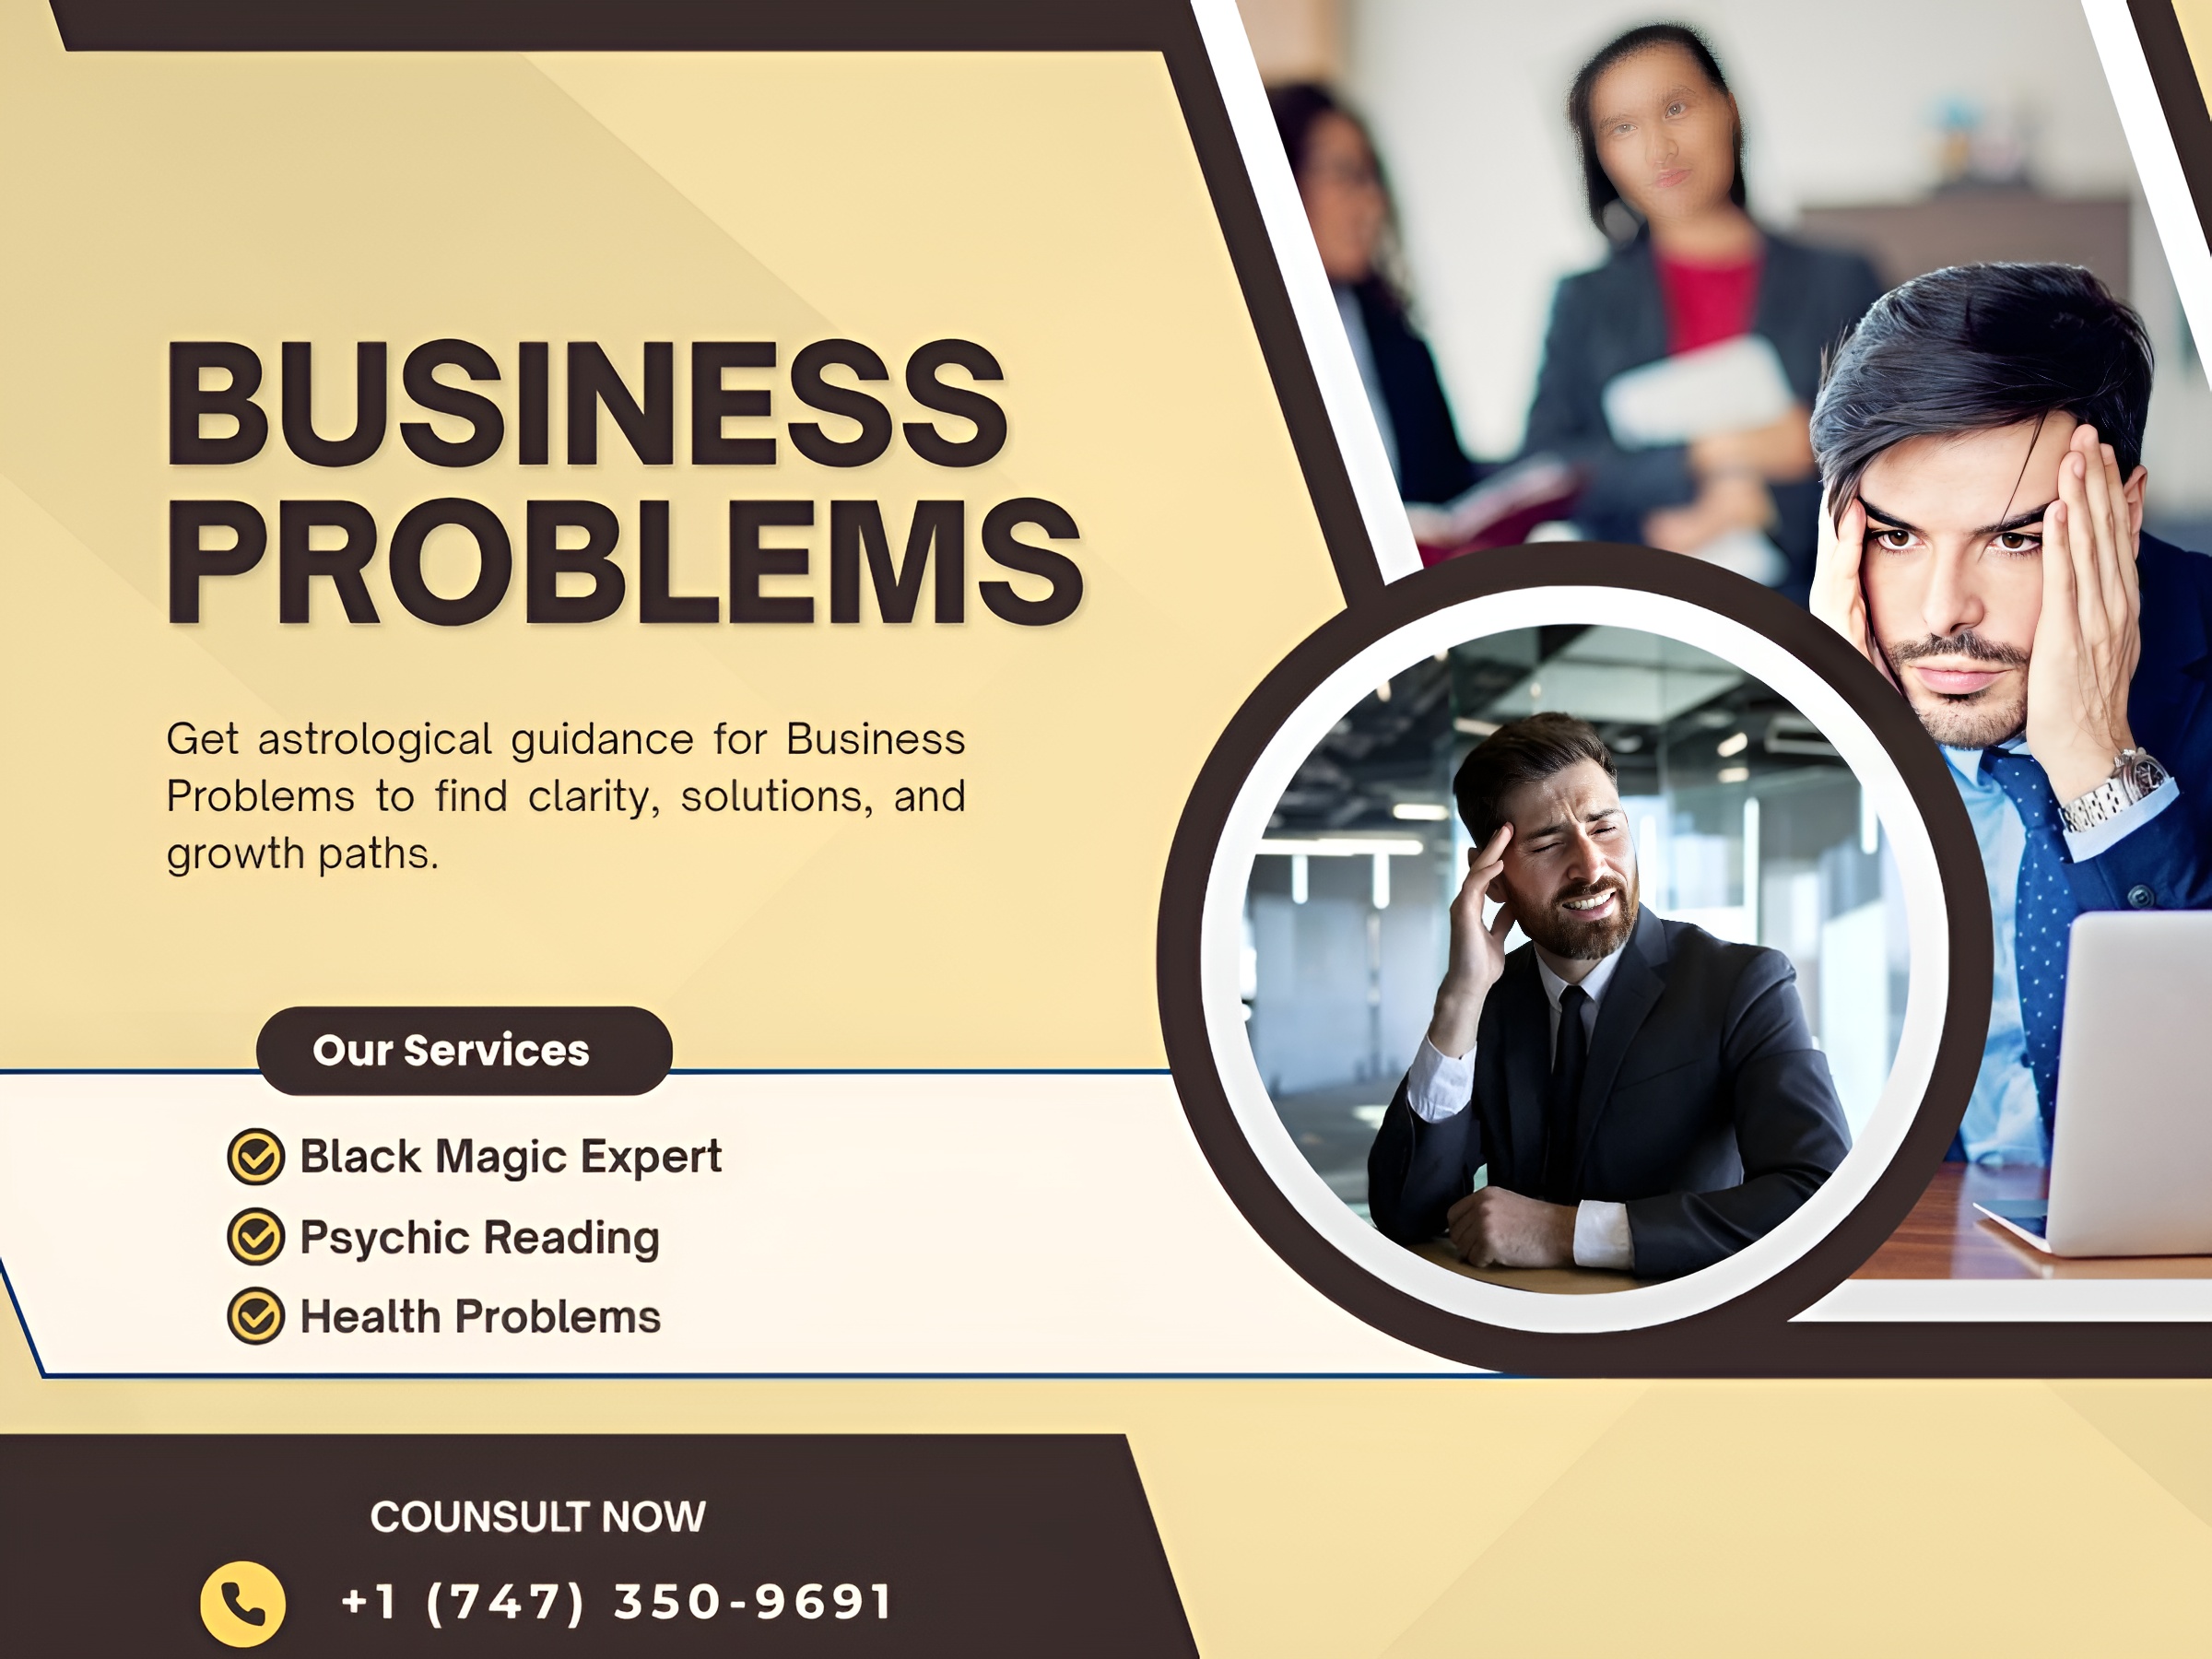 BUSINESS
PROBLEMS
Get astrological guidance for Business
Problems to find clarity, solutions, and
growth paths.
Our Services
Black Magic Expert
Psychic Reading
Health Problems
COUNSULT NOW
+1 (747) 350-9691